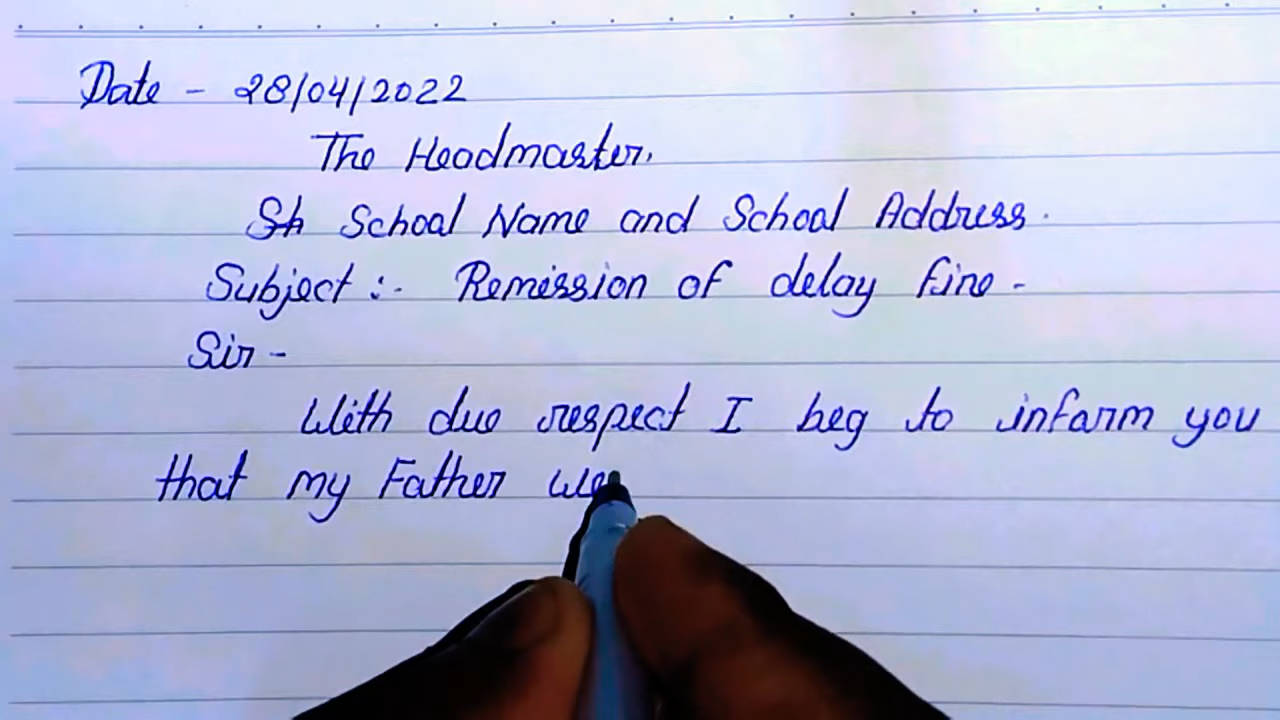 Date - 28/04/2022
The Headmaster.
Sh School Name and School Address.
Subject :- Remission of delay fine -
Sir -
With due respect I beg to inform you
that my Father